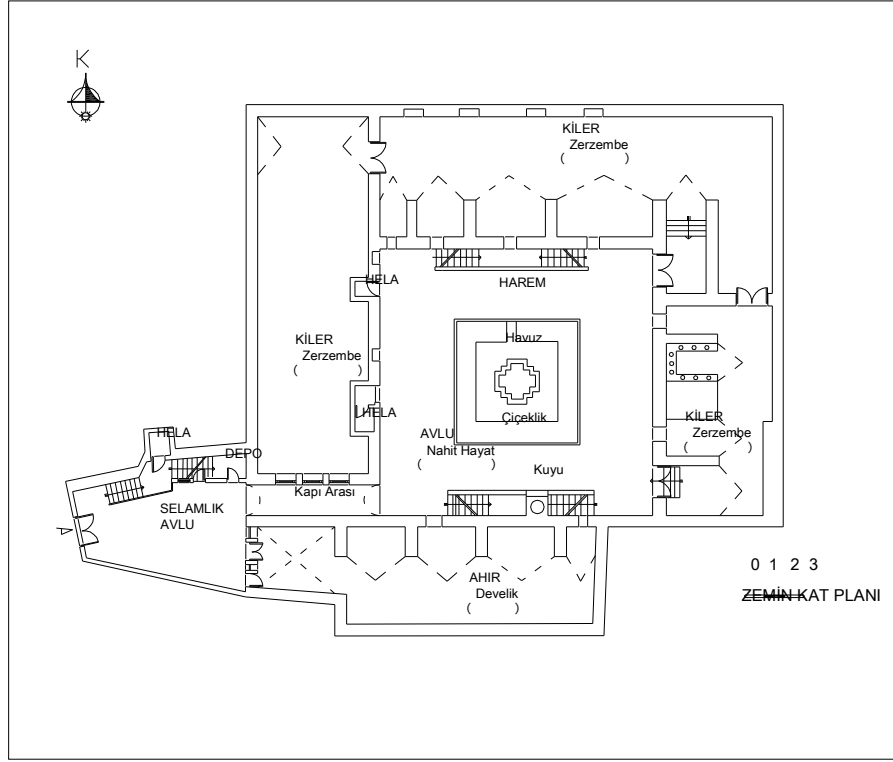 K
KİLER
Zerzembe
( )
HELA
HAREM
KİLER
Zerzembe
( )
Havuz
Çiçeklik
HELA
AVLU
Nahit Hayat
( )
KİLER
Zerzembe
( )
HELA
DEPO
Kuyu
Kapı Arası
SELAMLIK
AVLU
A
AHIR
Develik
( )
0 1 2 3
ZEMİN KAT PLANI